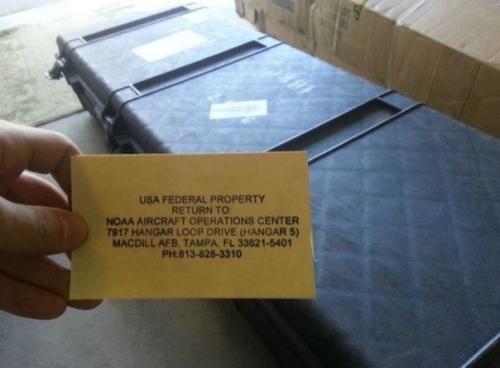 USA FEDERAL PROPERTY
RETURN TO:
NOAA AIRCRAFT OPERATIONS CENTER
7917 HANGAR LOOP DRIVE (HANGAR 5)
MACDILL AFB, TAMPA, FL 33621-5401
PH:813-828-3310